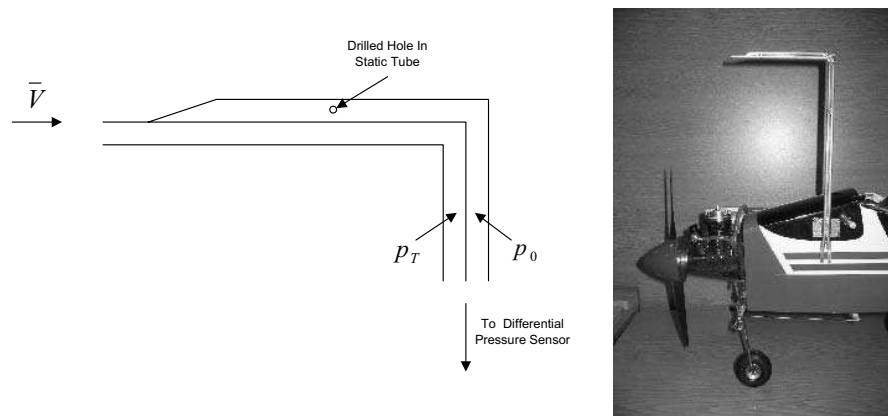 Drilled Hole In
Static Tube
V̅
p_T
p_0
To Differential
Pressure Sensor